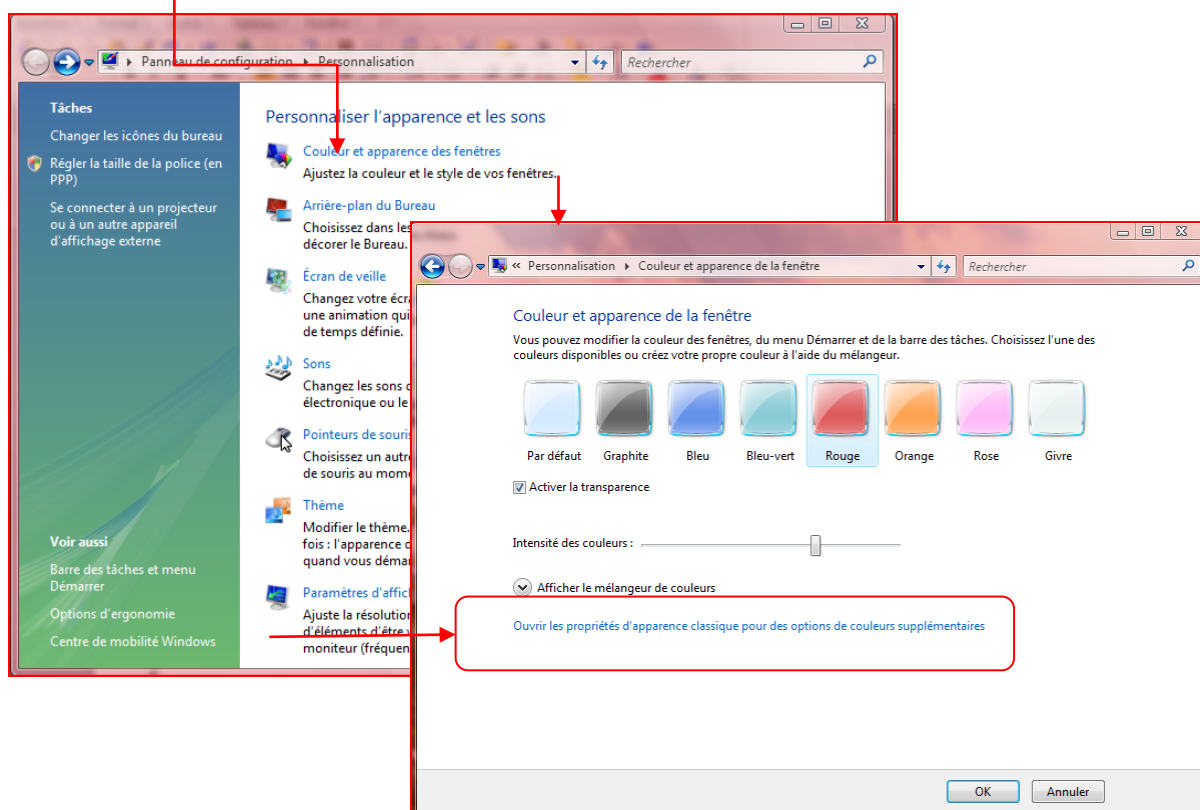 Panneau de configuration Personnalisation
Rechercher
Tâches
Changer les icônes du bureau
Régler la taille de la police (en
PPP)
Se connecter à un projecteur
ou à un autre appareil
d'affichage externe
Voir aussi
Barre des tâches et menu
Démarrer
Options d'ergonomie
Centre de mobilité Windows
Personnaliser l'apparence et les sons
Couleur et apparence des fenêtres
Ajustez la couleur et le style de vos fenêtres.
Arrière-plan du Bureau
Choisissez dans les
décorer le Bureau.
Écran de veille
Changez votre écr
une animation qui
de temps définie.
Sons
Changez les sons
électronique ou le
Pointeurs de souris
Choisissez un autr
de souris au mom
Thème
Modifier le thème.
fois : l'apparence
quand vous déma
Paramètres d'affic
Ajuste la résolution
d'éléments d'être
moniteur (fréquen
« Personnalisation Couleur et apparence de la fenêtre
Rechercher
Couleur et apparence de la fenêtre
Vous pouvez modifier la couleur des fenêtres, du menu Démarrer et de la barre des tâches. Choisissez l'une des
couleurs disponibles ou créez votre propre couleur à l'aide du mélangeur.
Par défaut Graphite Bleu Bleu-vert Rouge Orange Rose Givre
Activer la transparence
Intensité des couleurs :
Afficher le mélangeur de couleurs
Ouvrir les propriétés d'apparence classique pour des options de couleurs supplémentaires
OK Annuler